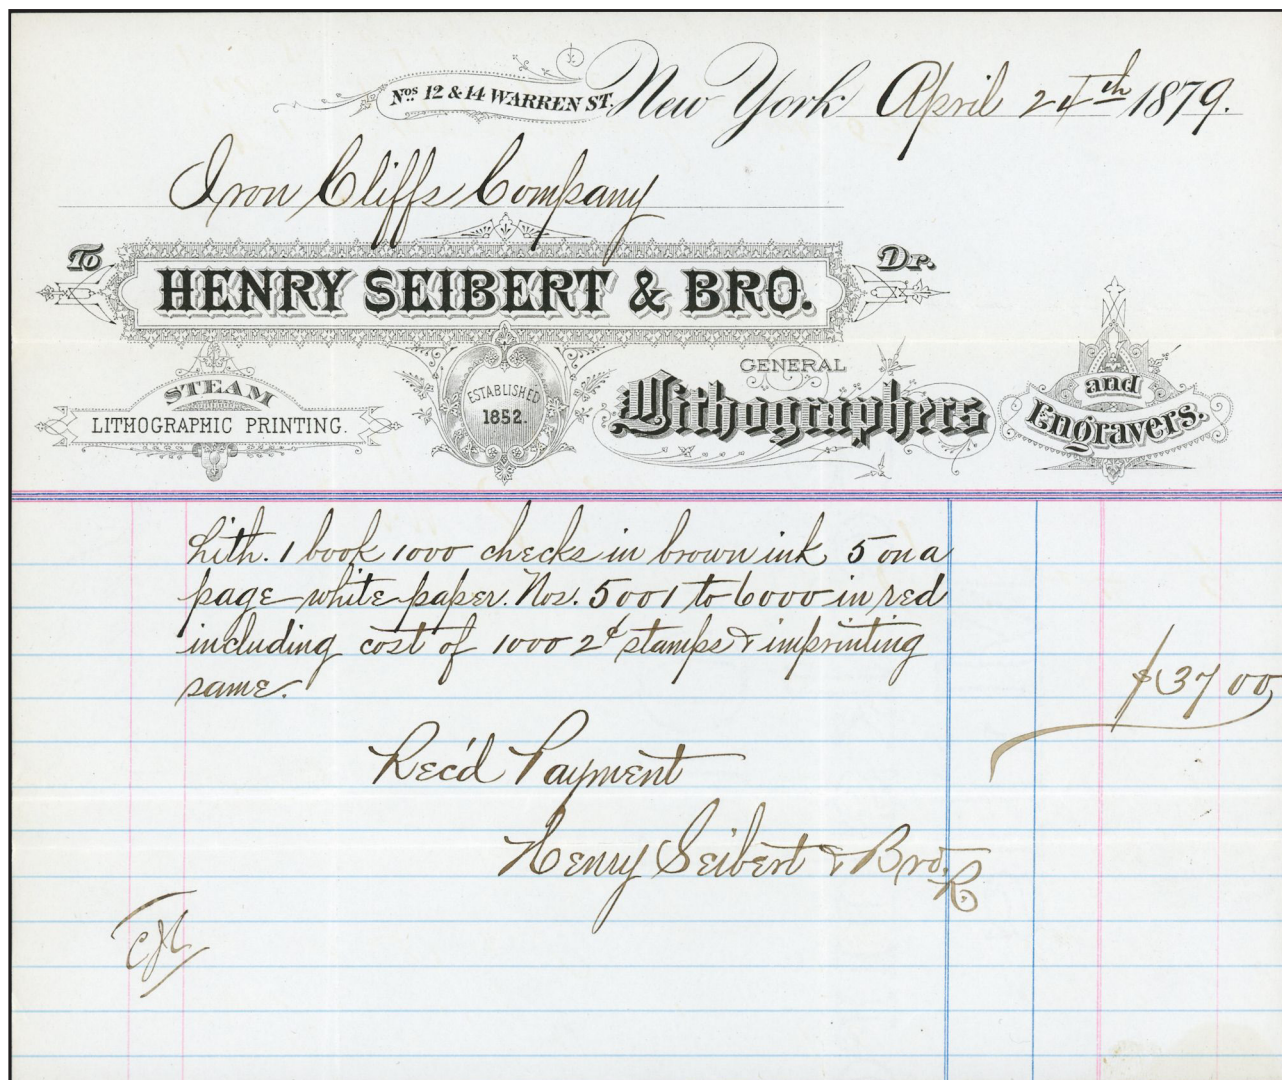 Nos 12 & 14 WARREN ST. New York April 24th 1879.
Iron Cliffs Company
To Dr.
HENRY SEIBERT & BRO.
STEAM
LITHOGRAPHIC PRINTING.
ESTABLISHED
1852.
GENERAL
Lithographers
and
Engravers.
Lith. 1 book 1000 checks in brown ink 5 on a
page white paper. Nos. 5001 to 6000 in red
including cost of 1000 2¢ stamps & imprinting
same.
$37 00
Rec'd Payment
Henry Seibert & Bro.
R.